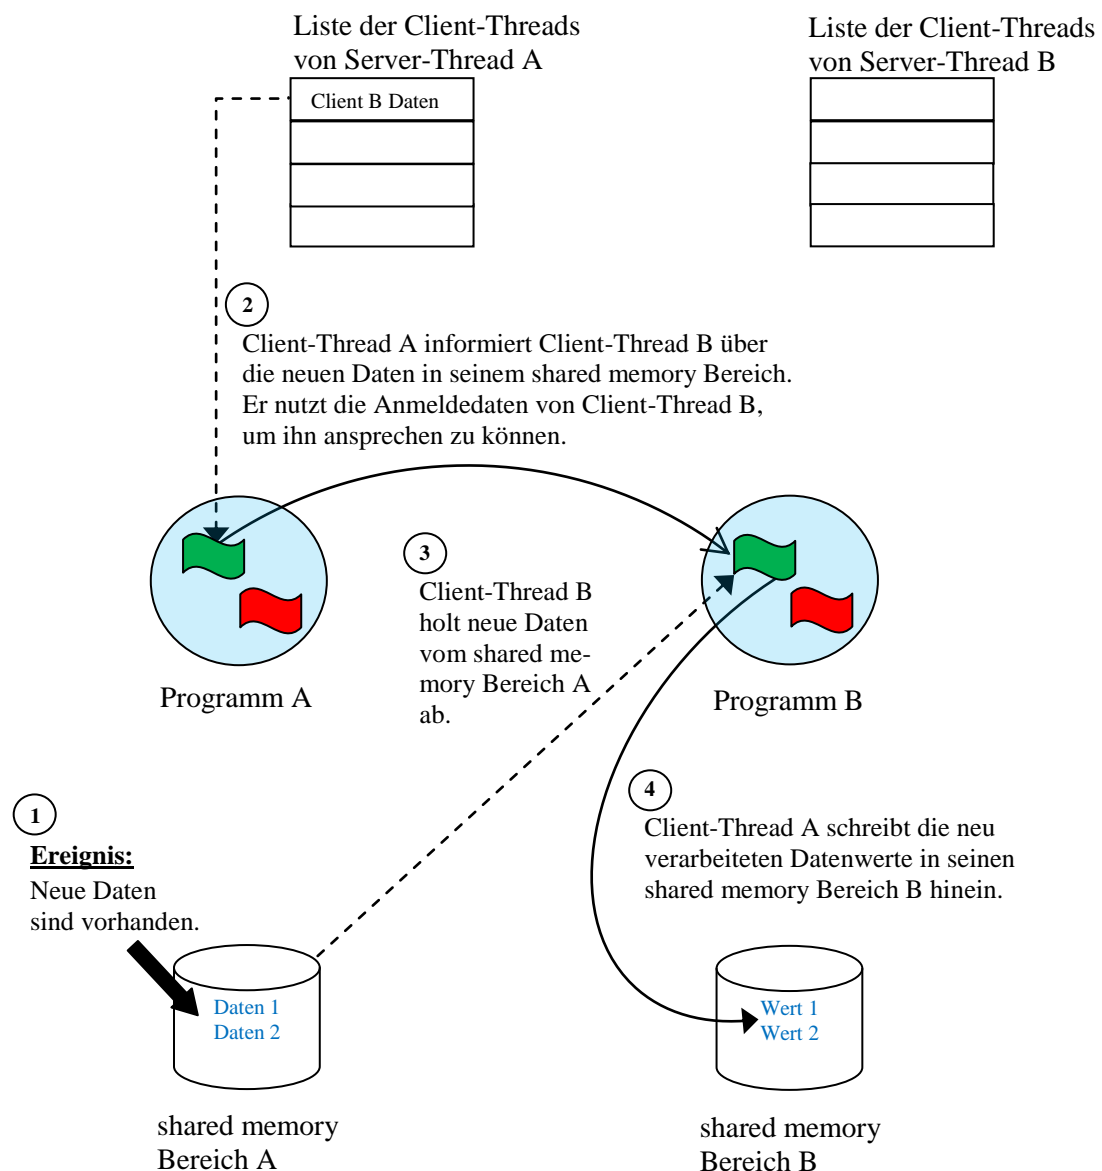 Liste der Client-Threads
von Server-Thread A
Client B Daten
Liste der Client-Threads
von Server-Thread B
2
Client-Thread A informiert Client-Thread B über
die neuen Daten in seinem shared memory Bereich.
Er nutzt die Anmeldedaten von Client-Thread B,
um ihn ansprechen zu können.
3
Client-Thread B
holt neue Daten
vom shared me-
mory Bereich A
ab.
Programm A
Programm B
1
Ereignis:
Neue Daten
sind vorhanden.
4
Client-Thread A schreibt die neu
verarbeiteten Datenwerte in seinen
shared memory Bereich B hinein.
Daten 1
Daten 2
Wert 1
Wert 2
shared memory
Bereich A
shared memory
Bereich B